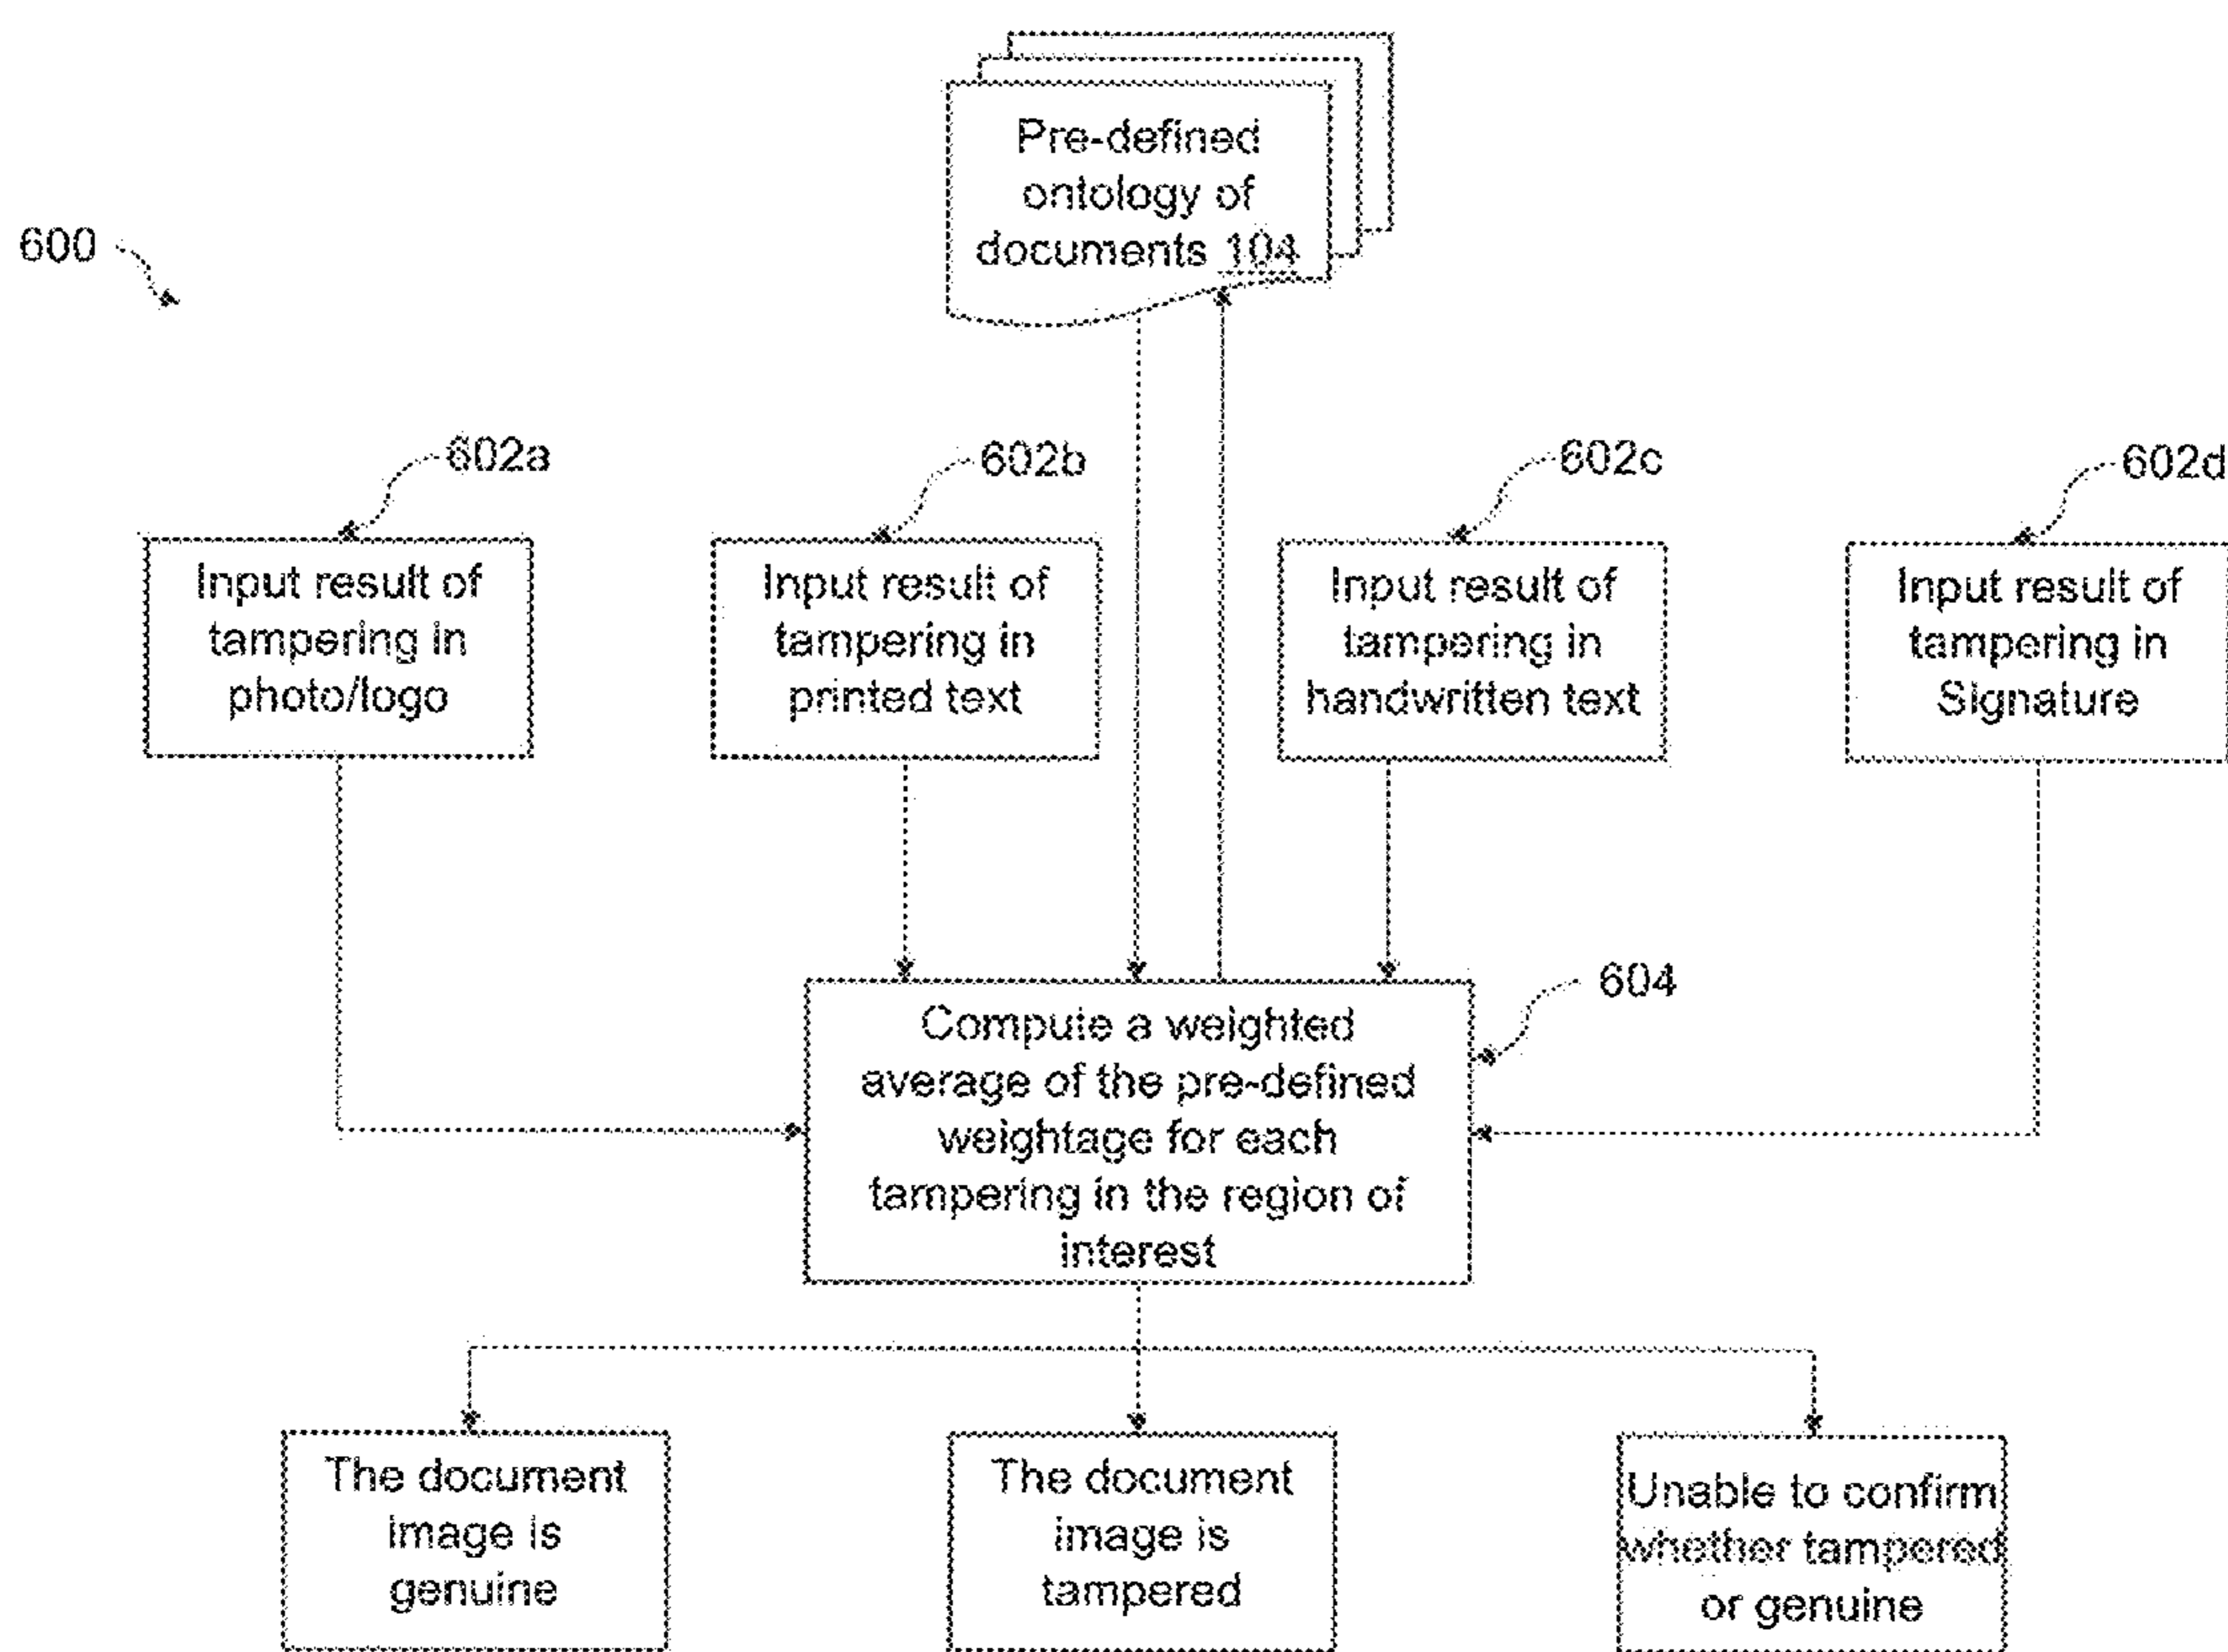 Pre-defined
ontology of
documents 104
600
602a
602b
602c
602d
Input result of
tampering in
photo/logo
Input result of
tampering in
printed text
Input result of
tampering in
handwritten text
Input result of
tampering in
Signature
604
Compute a weighted
average of the pre-defined
weightage for each
tampering in the region of
interest
The document
image is
genuine
The document
image is
tampered
Unable to confirm
whether tampered
or genuine